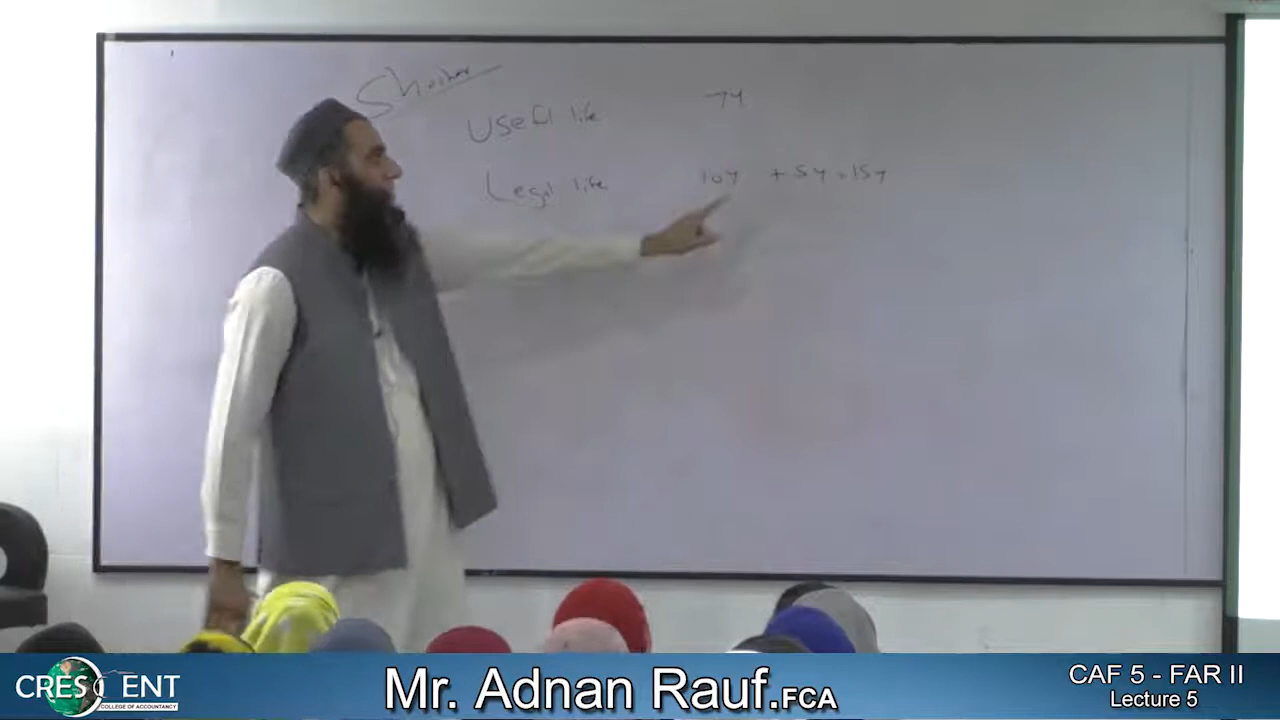 Useful life 7y
Legal life 10y + 5y = 15y
CRESCENT
COLLEGE OF ACCOUNTANCY
Mr. Adnan Rauf.FCA
CAF 5 - FAR II
Lecture 5